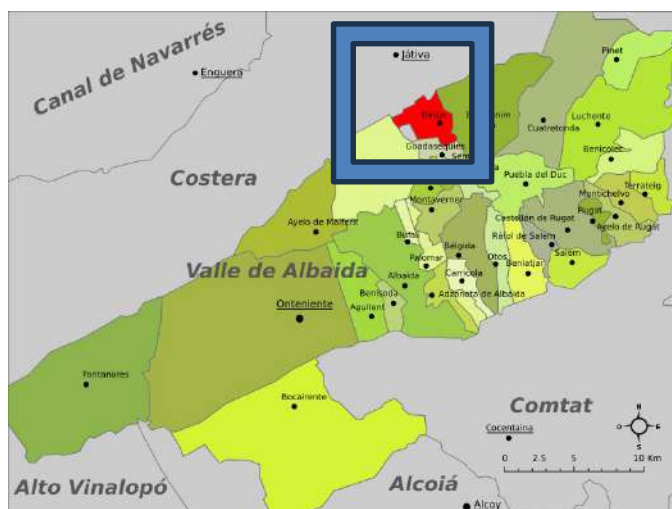 Canal de Navarrés
Enguera
Játiva
Pinet
Luchente
Cuatretonda
Guadasequies
Benicolet
Puebla del Duc
Costera
Montaverner
Montichelvo
Terrateig
Castellón de Rugat
Rugat
Ayelo de Rugat
Ayelo de Malferit
Ráfol de Salem
Bufali
Bélgida
Otos
Salem
Palomar
Beniatjar
Valle de Albaida
Albaida
Carrícola
Benisoda
Adzaneta de Albaida
Onteniente
Agullent
Fontanares
Bocairente
Comtat
Cocentaina
N
O
E
S
0
2.5
5
10 Km
Alto Vinalopó
Alcoiá
Alcoy